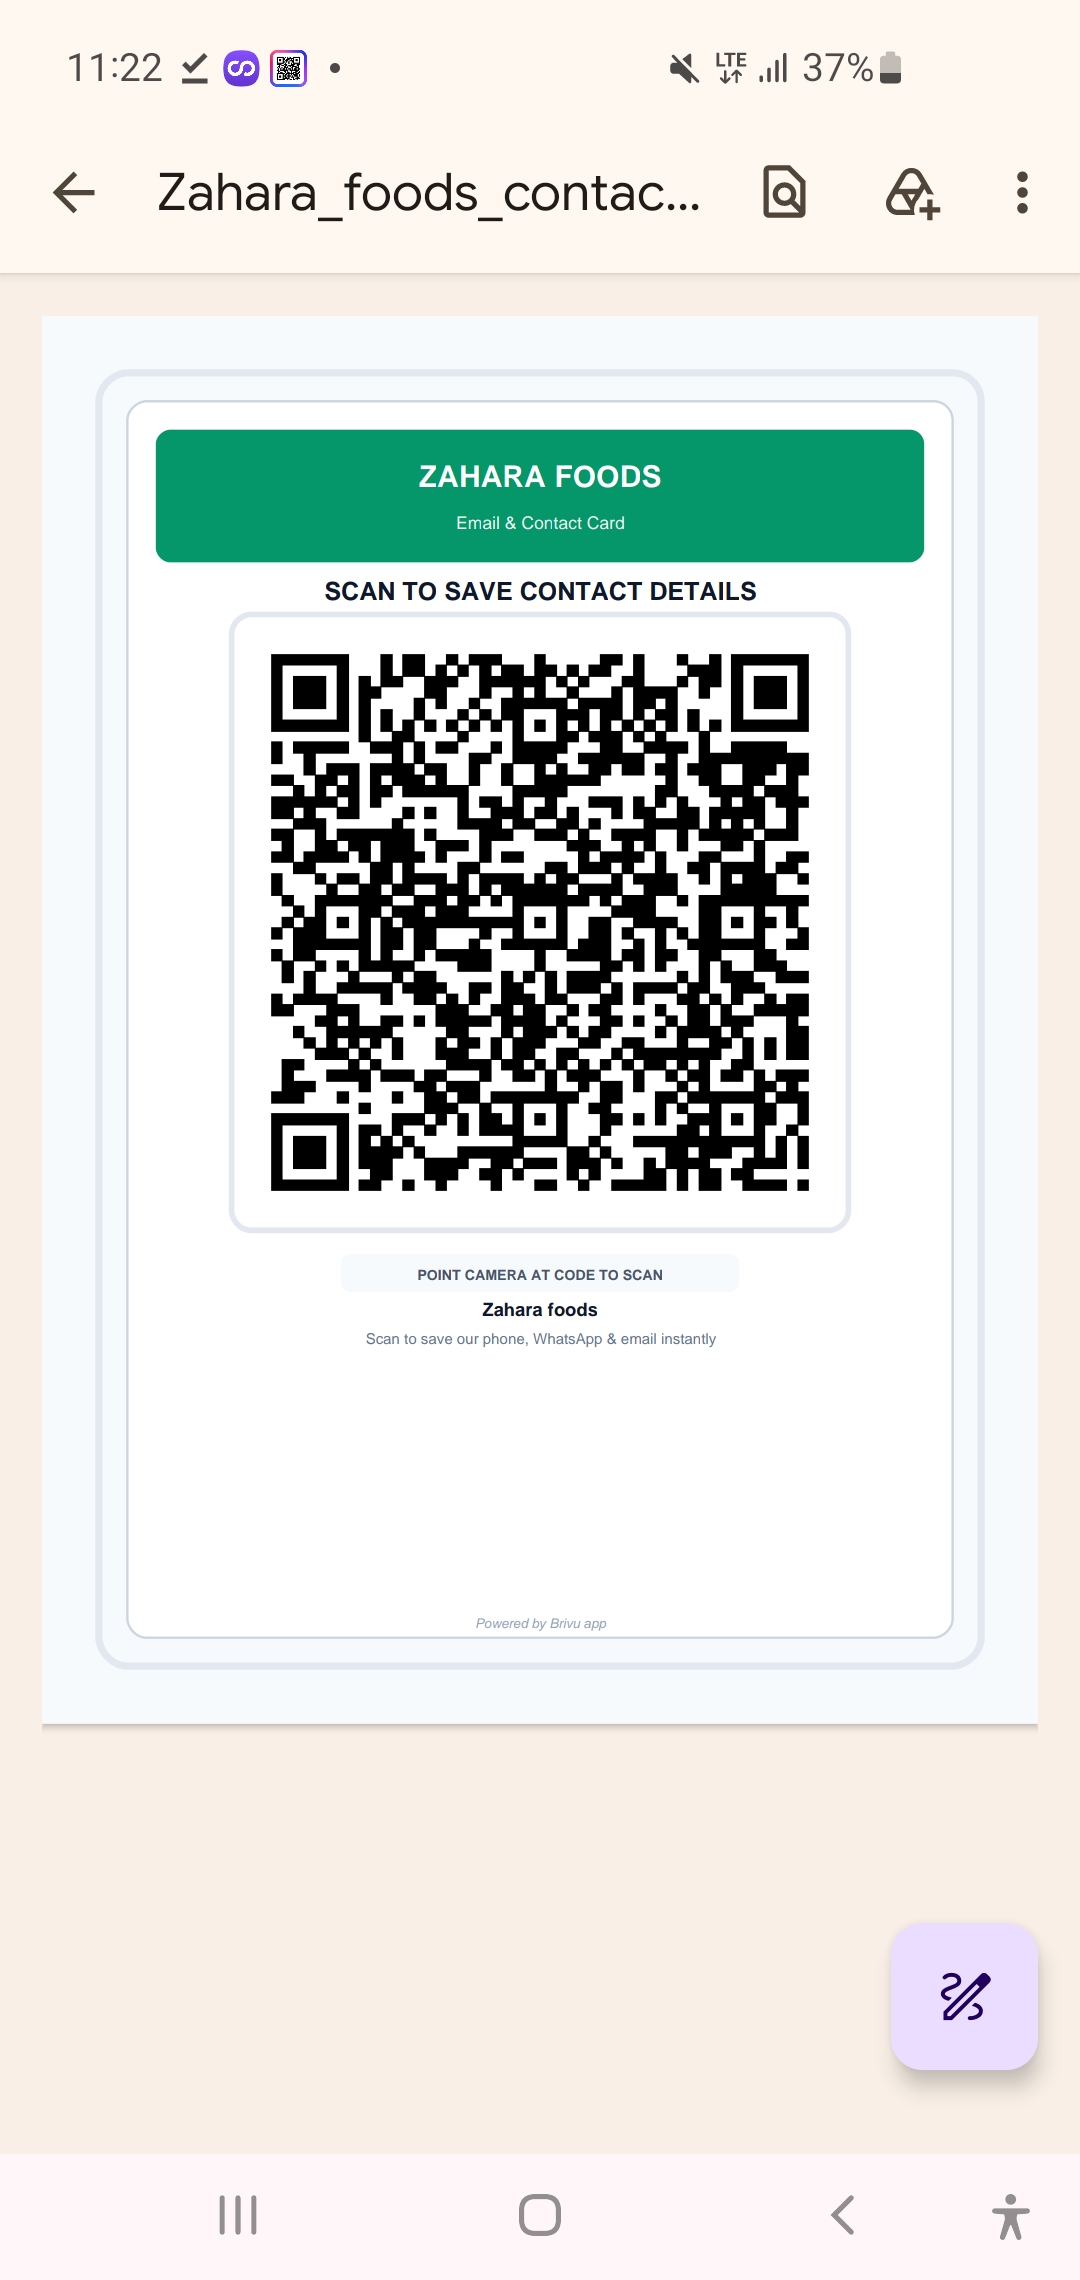 11:22
LTE
37%
Zahara_foods_contac...
ZAHARA FOODS
Email & Contact Card
SCAN TO SAVE CONTACT DETAILS
POINT CAMERA AT CODE TO SCAN
Zahara foods
Scan to save our phone, WhatsApp & email instantly
Powered by Brivu app